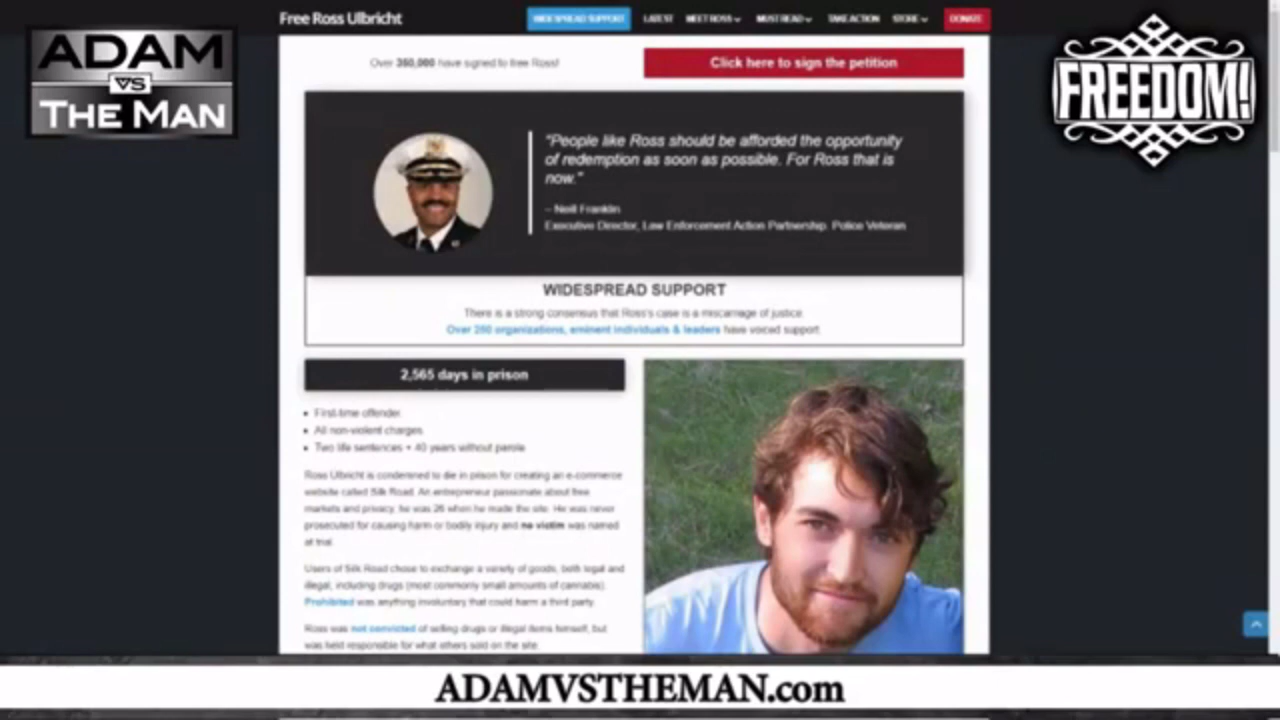 Free Ross Ulbricht
WIDESPREAD SUPPORT LATEST MEET ROSS MUST READ TAKE ACTION STORE DONATE
ADAM
VS
THE MAN
FREEDOM!
Over 350,000 have signed to free Ross!
Click here to sign the petition
"People like Ross should be afforded the opportunity
of redemption as soon as possible. For Ross that is
now."
– Neill Franklin
Executive Director, Law Enforcement Action Partnership. Police Veteran
WIDESPREAD SUPPORT
There is a strong consensus that Ross's case is a miscarriage of justice.
Over 250 organizations, eminent individuals & leaders have voiced support
2,565 days in prison
First-time offender
All non-violent charges
Two life sentences + 40 years without parole
Ross Ulbricht is condemned to die in prison for creating an e-commerce
website called Silk Road. An entrepreneur passionate about free
markets and privacy, he was 26 when he made the site. He was never
prosecuted for causing harm or bodily injury and no victim was named
at trial.
Users of Silk Road chose to exchange a variety of goods, both legal and
illegal, including drugs (most commonly small amounts of cannabis).
Prohibited was anything involuntary that could harm a third party.
Ross was not convicted of selling drugs or illegal items himself, but
was held responsible for what others sold on the site.
ADAMVSTHEMAN.com